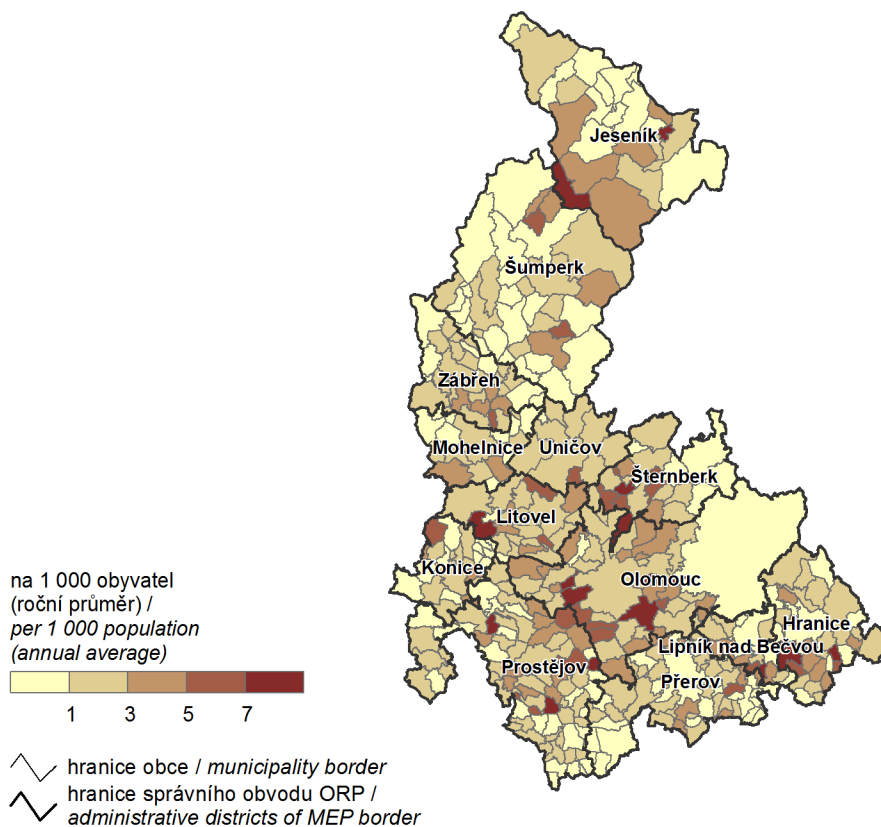 Jeseník
Šumperk
Zábřeh
Mohelnice
Uničov
Šternberk
Litovel
Konice
Olomouc
Hranice
Lipník nad Bečvou
Prostějov
Přerov
na 1 000 obyvatel
(roční průměr) /
per 1 000 population
(annual average)
1 3 5 7
hranice obce / municipality border
hranice správního obvodu ORP /
administrative districts of MEP border